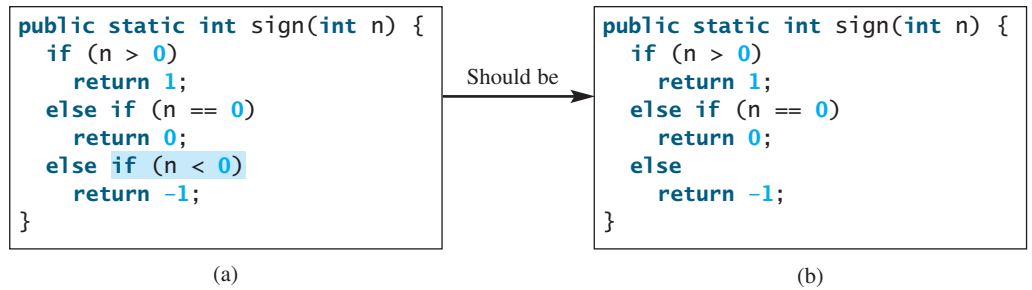 public static int sign(int n) {
if (n > 0)
return 1;
else if (n == 0)
return 0;
else if (n < 0)
return –1;
}
(a)
Should be
public static int sign(int n) {
if (n > 0)
return 1;
else if (n == 0)
return 0;
else
return –1;
}
(b)